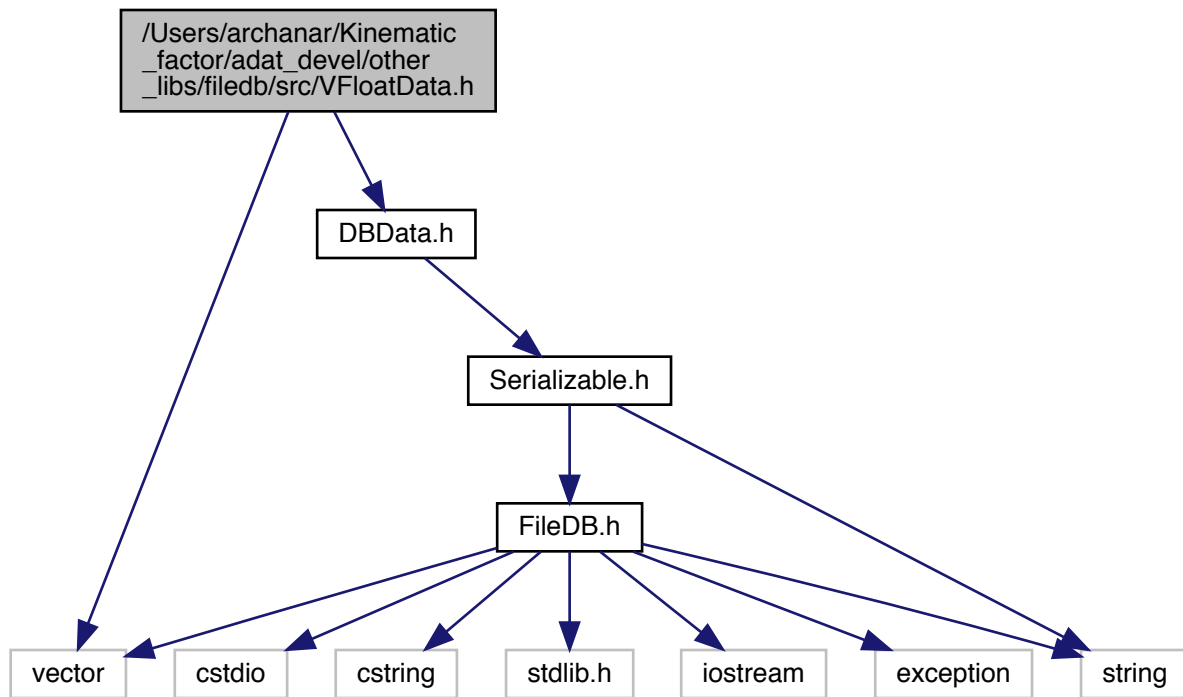 /Users/archanar/Kinematic
_factor/adat_devel/other
_libs/filedb/src/VFloatData.h
DBData.h
Serializable.h
FileDB.h
vector
cstdio
cstring
stdlib.h
iostream
exception
string